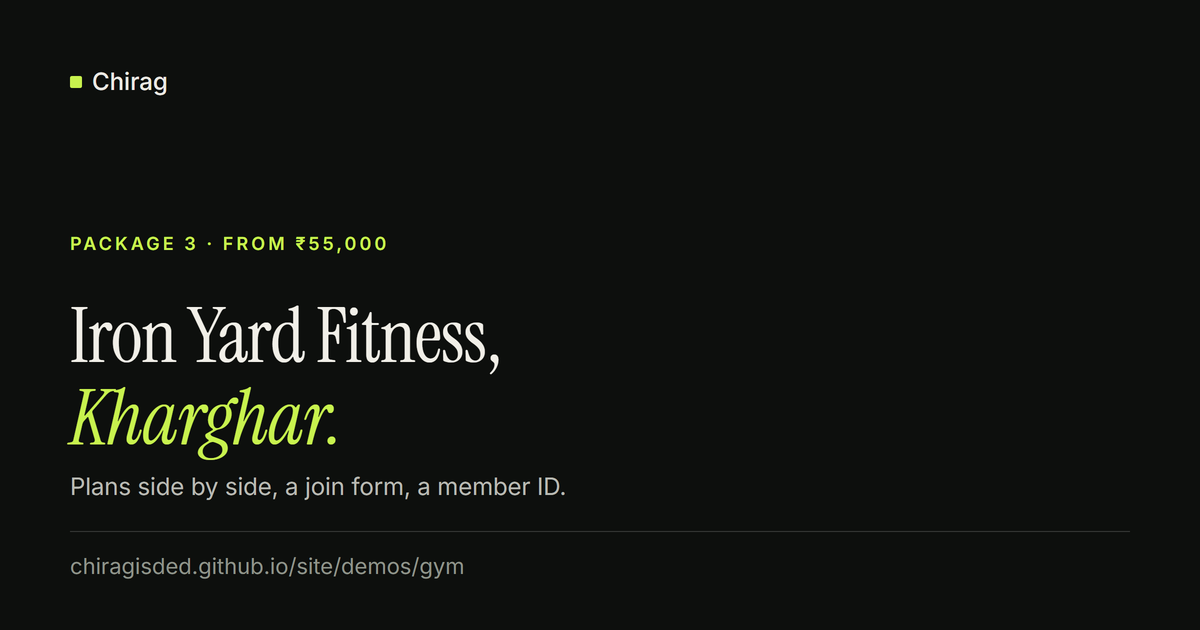 Chirag
PACKAGE 3 · FROM ₹55,000
Iron Yard Fitness,
Kharghar.
Plans side by side, a join form, a member ID.
chiragisded.github.io/site/demos/gym